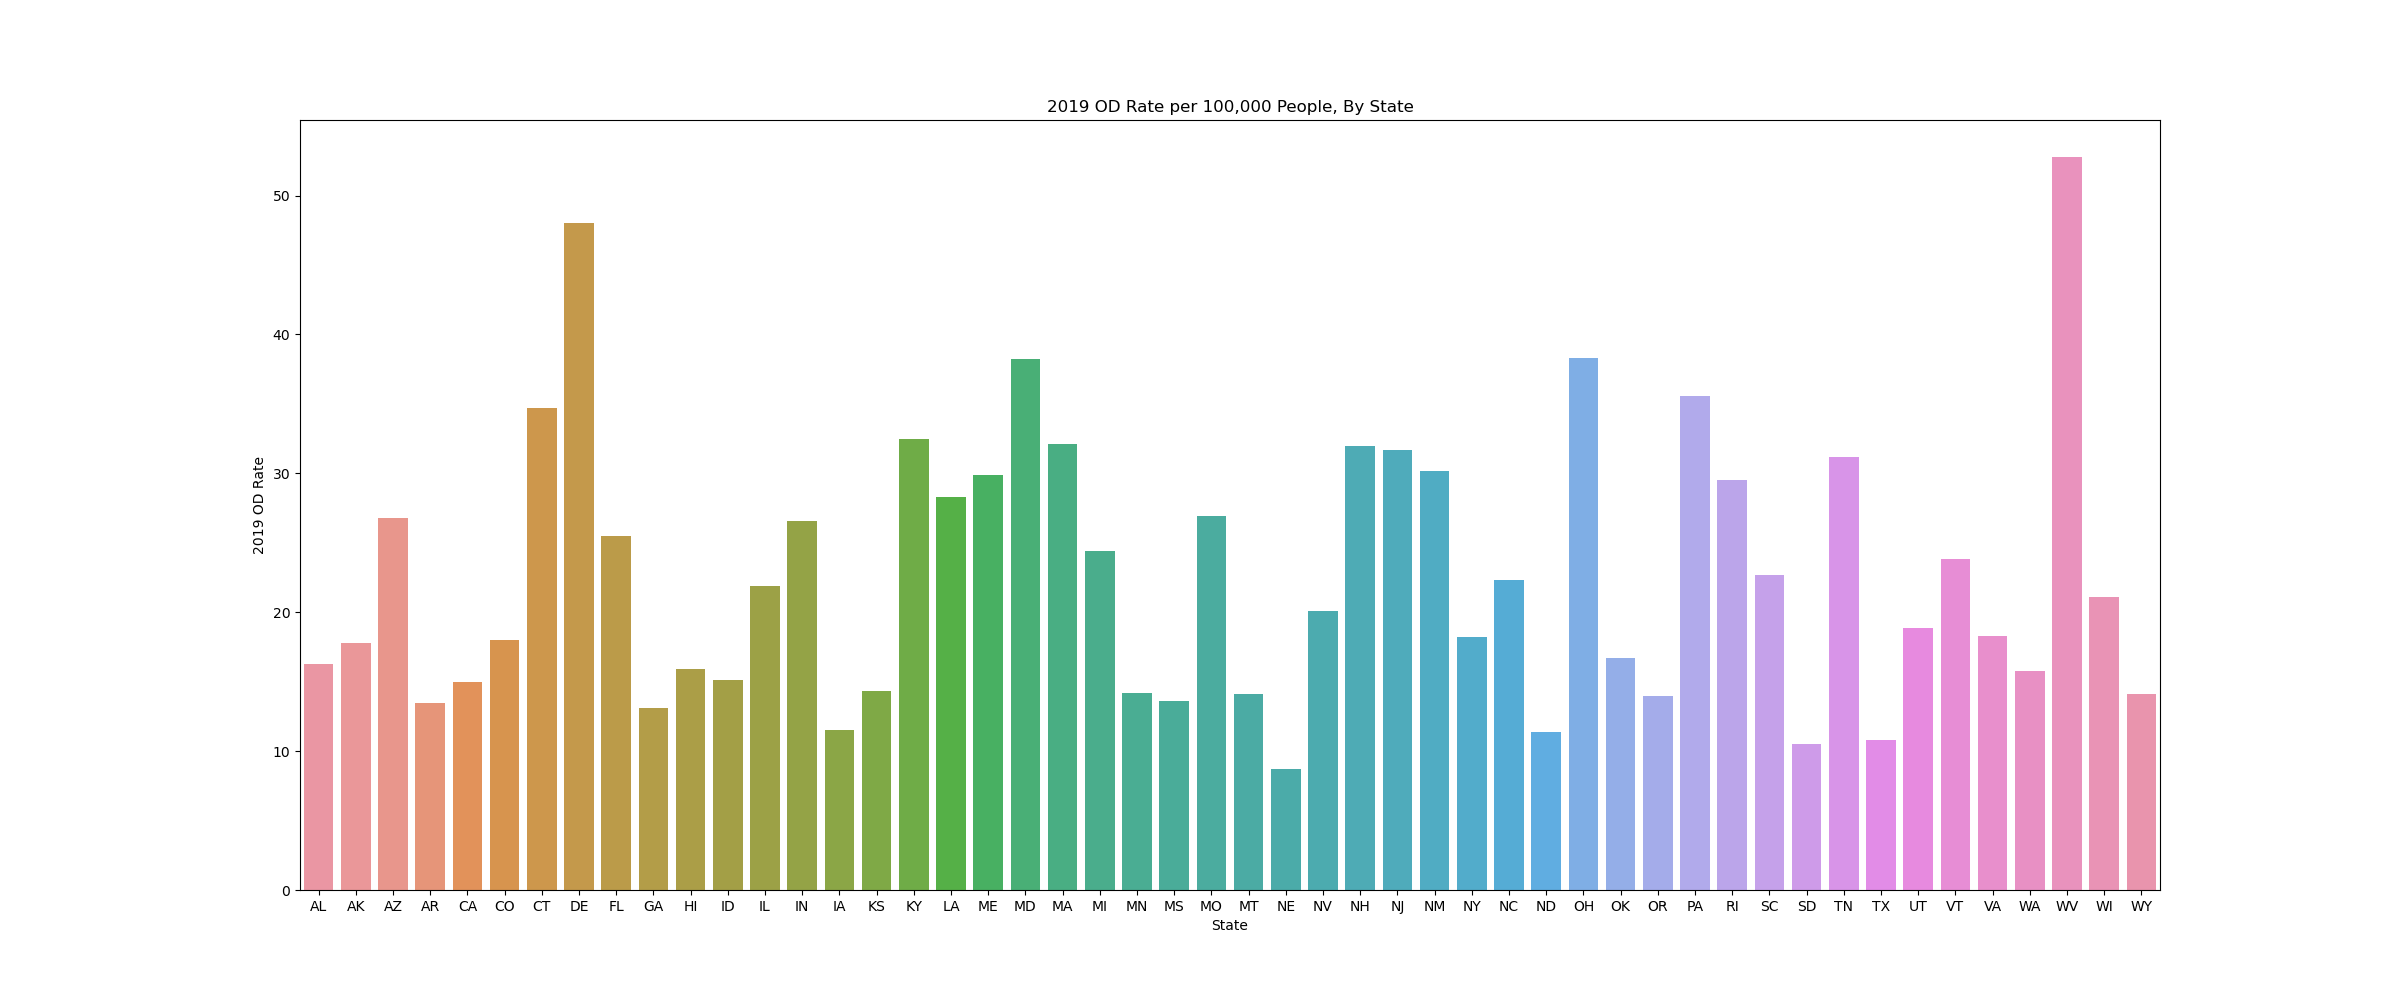 2019 OD Rate per 100,000 People, By State
50
40
30
20
10
0
2019 OD Rate
AL AK AZ AR CA CO CT DE FL GA HI ID IL IN IA KS KY LA ME MD MA MI MN MS MO MT NE NV NH NJ NM NY NC ND OH OK OR PA RI SC SD TN TX UT VT VA WA WV WI WY
State